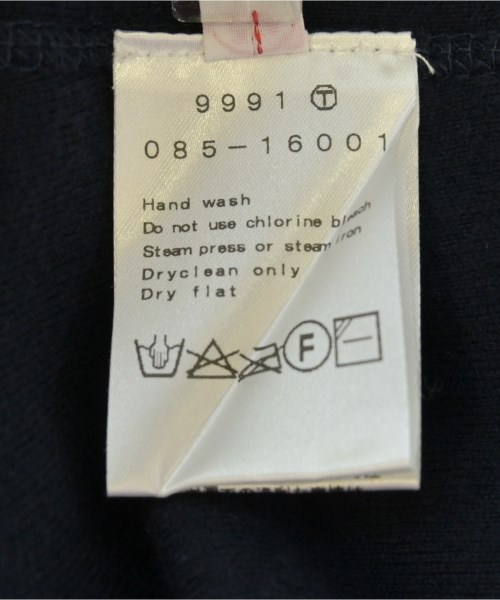 9991 Ⓣ
085-16001
Hand wash
Do not use chlorine bleach
Steam press or steam iron
Dryclean only
Dry flat
F